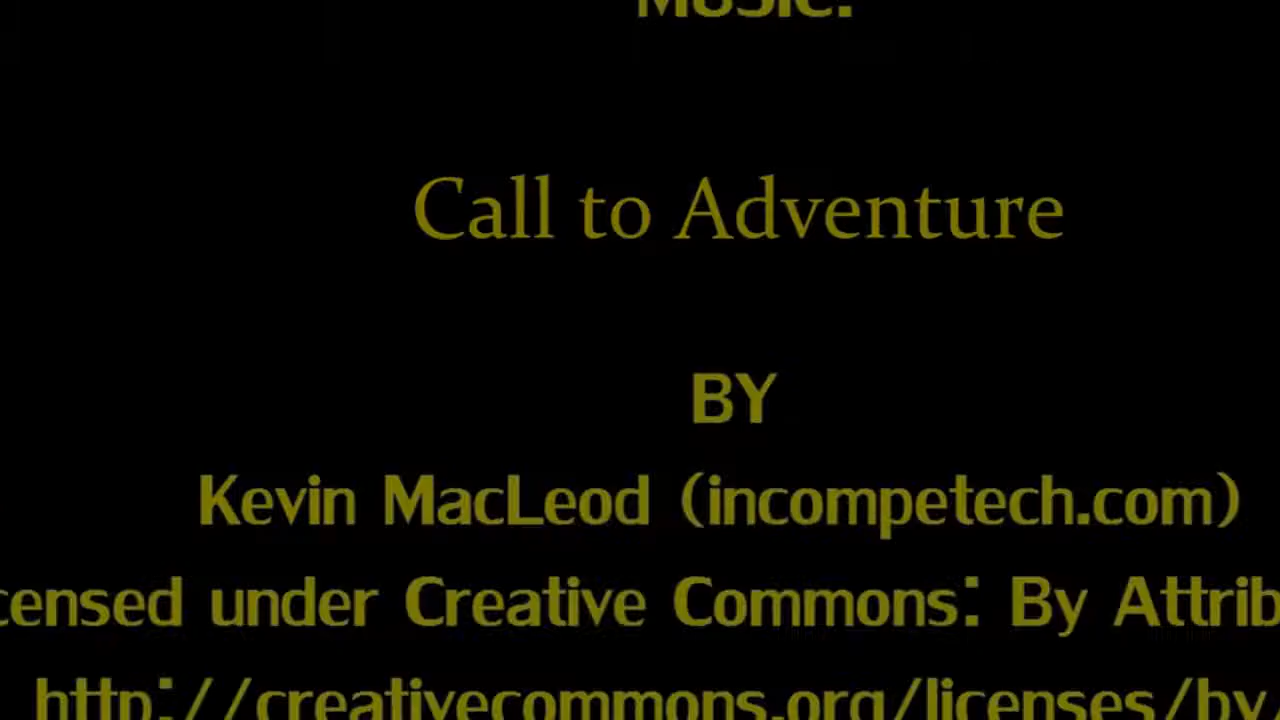 MUSIC:
Call to Adventure
BY
Kevin MacLeod (incompetech.com)
censed under Creative Commons: By Attrib
http://creativecommons.org/licenses/by/